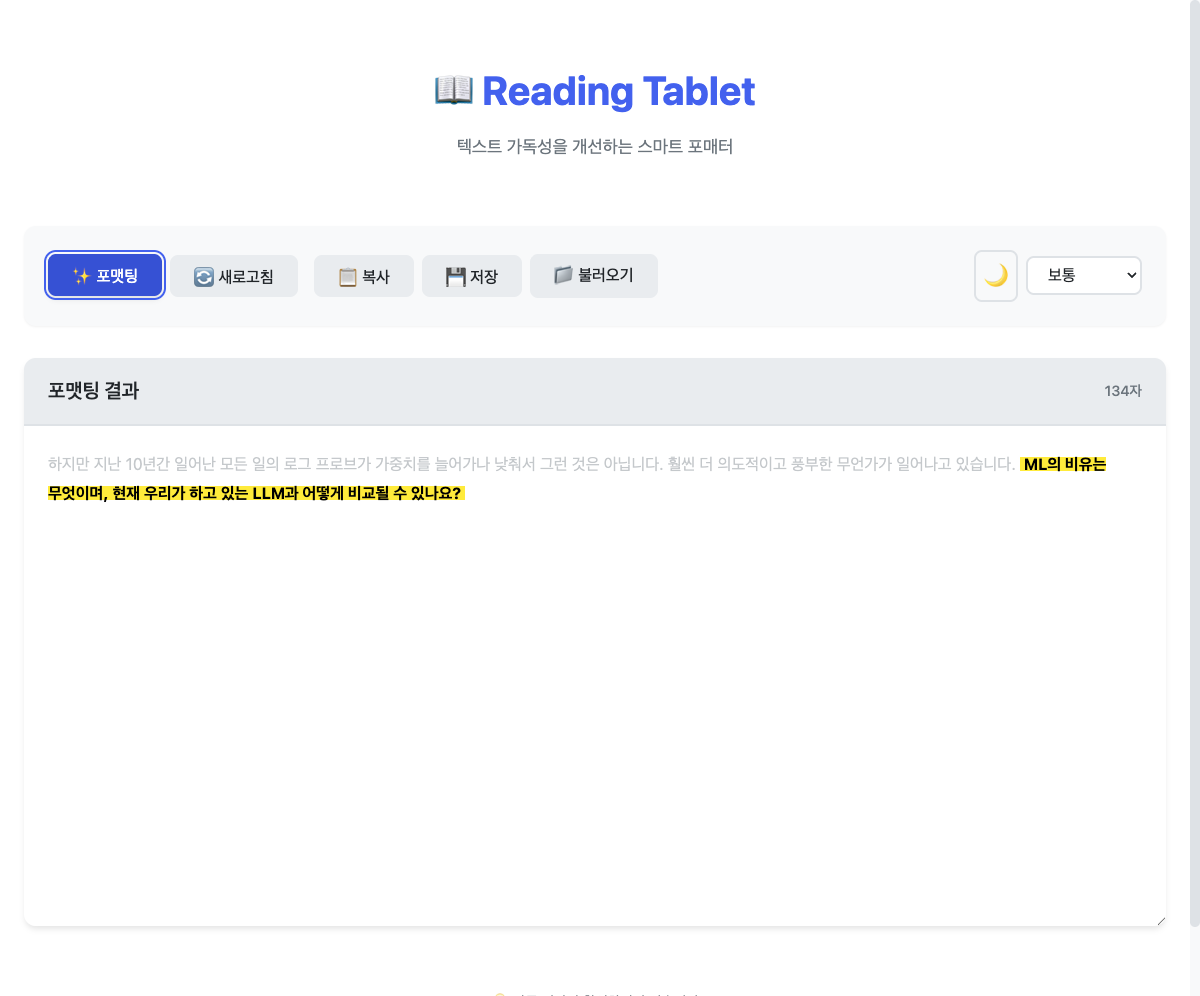 📖 Reading Tablet
텍스트 가독성을 개선하는 스마트 포매터
✨ 포맷팅 🔄 새로고침 📋 복사 💾 저장 📁 불러오기 🌙 보통
포맷팅 결과 134자
하지만 지난 10년간 일어난 모든 일의 로그 프로브가 가중치를 늘어가나 낮춰서 그런 것은 아닙니다. 훨씬 더 의도적이고 풍부한 무언가가 일어나고 있습니다. ML의 비유는
무엇이며, 현재 우리가 하고 있는 LLM과 어떻게 비교될 수 있나요?